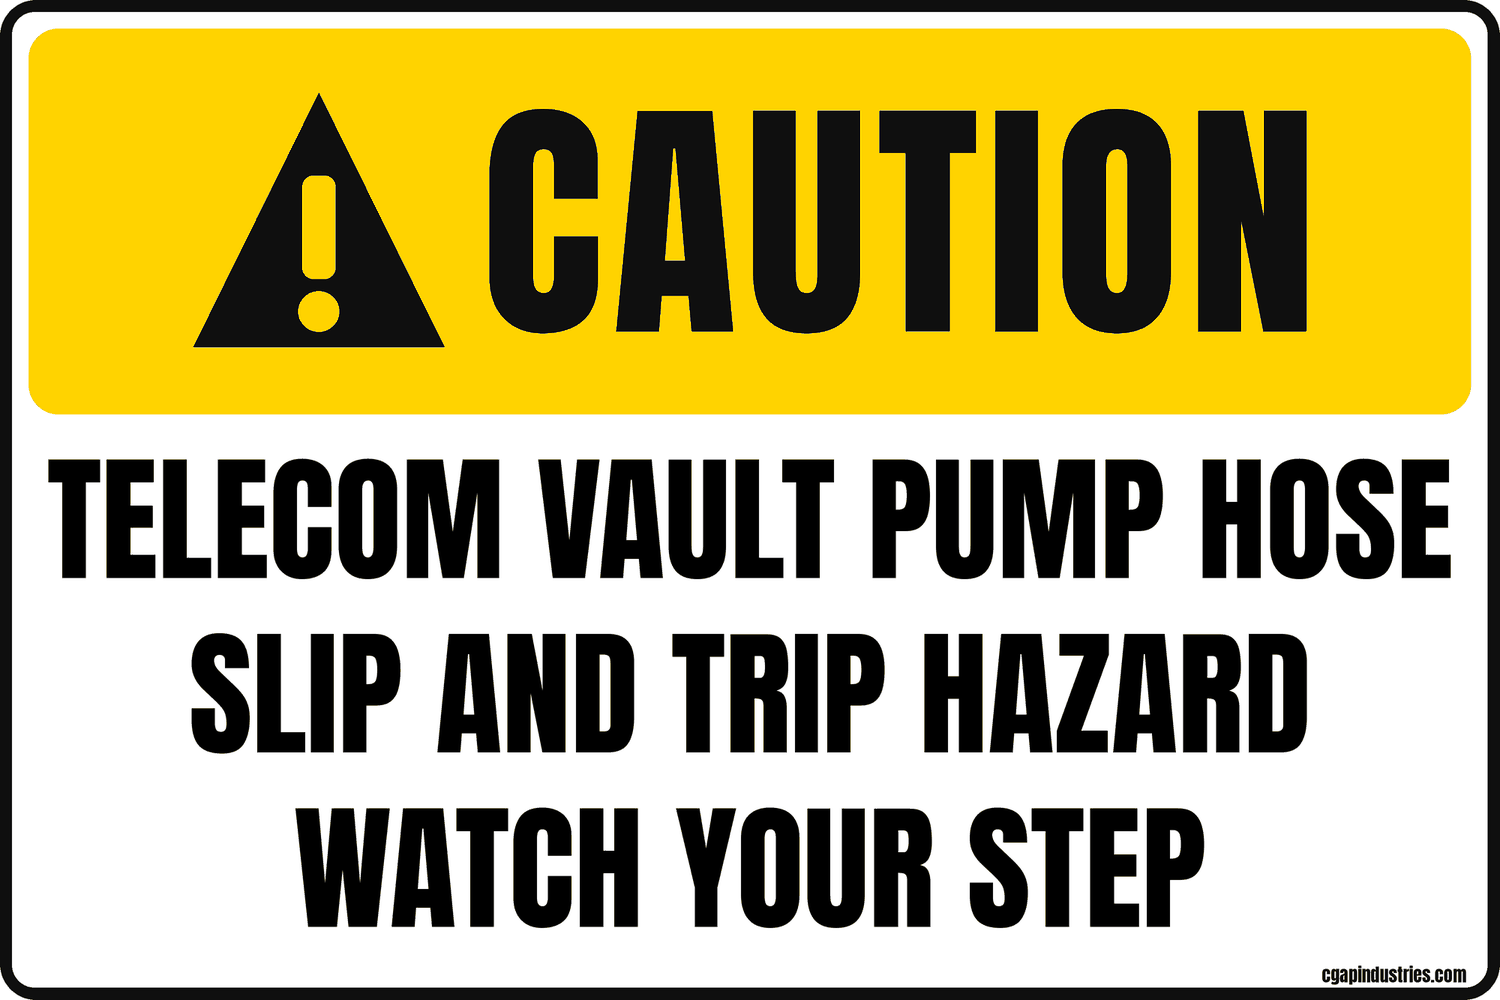 CAUTION
TELECOM VAULT PUMP HOSE
SLIP AND TRIP HAZARD
WATCH YOUR STEP
cgapindustries.com